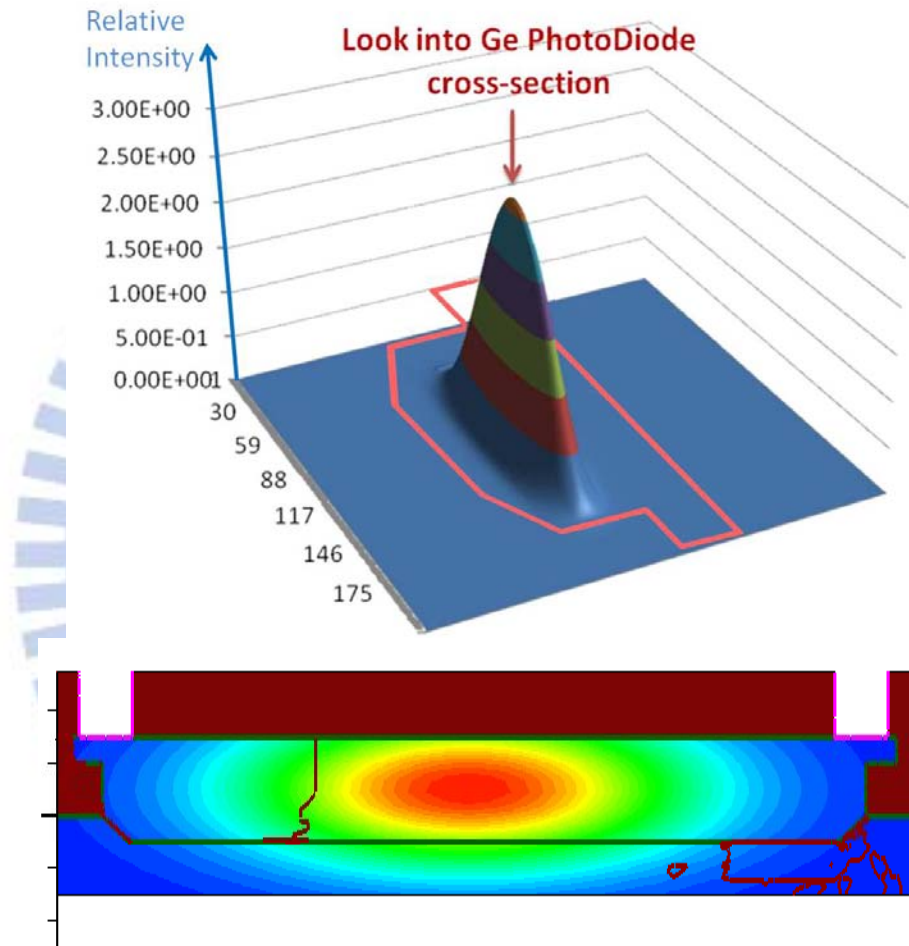 Relative
Intensity
Look into Ge PhotoDiode
cross-section
3.00E+00
2.50E+00
2.00E+00
1.50E+00
1.00E+00
5.00E-01
0.00E+001
30
59
88
117
146
175